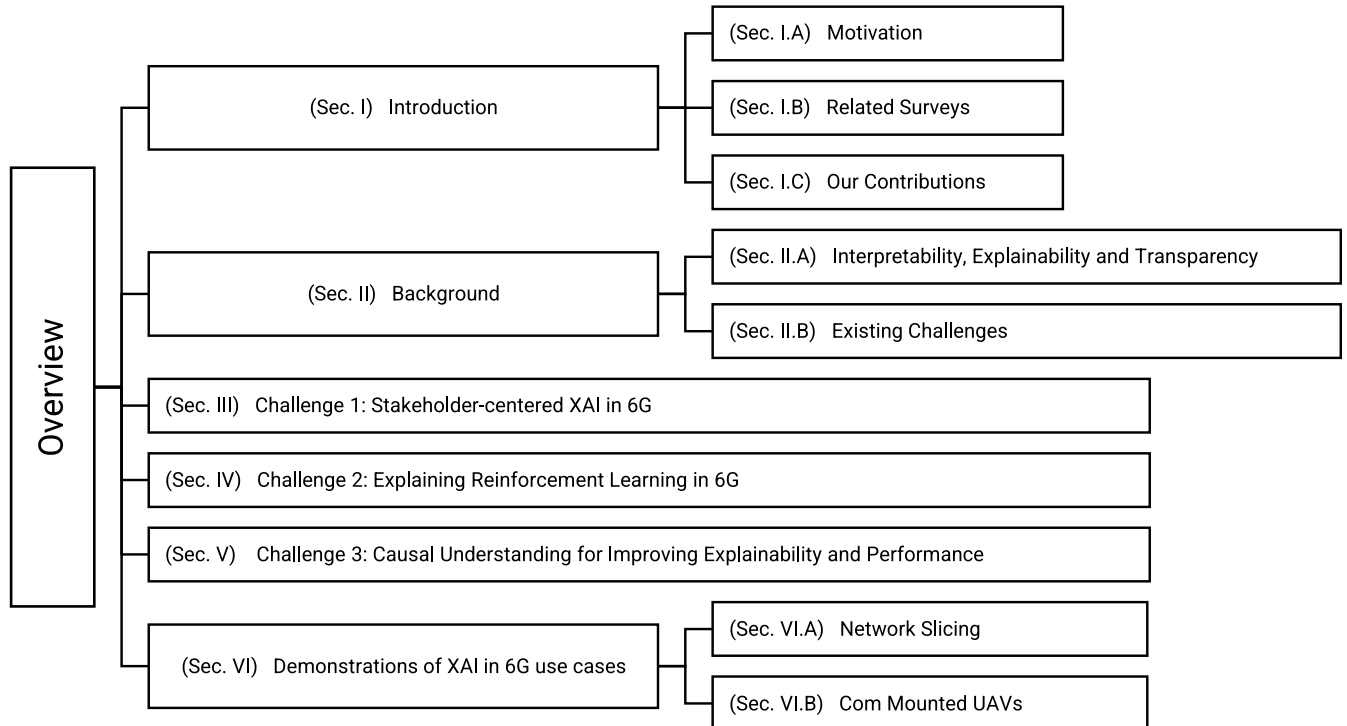 Overview
(Sec. I) Introduction
(Sec. I.A) Motivation
(Sec. I.B) Related Surveys
(Sec. I.C) Our Contributions
(Sec. II) Background
(Sec. II.A) Interpretability, Explainability and Transparency
(Sec. II.B) Existing Challenges
(Sec. III) Challenge 1: Stakeholder-centered XAI in 6G
(Sec. IV) Challenge 2: Explaining Reinforcement Learning in 6G
(Sec. V) Challenge 3: Causal Understanding for Improving Explainability and Performance
(Sec. VI) Demonstrations of XAI in 6G use cases
(Sec. VI.A) Network Slicing
(Sec. VI.B) Com Mounted UAVs